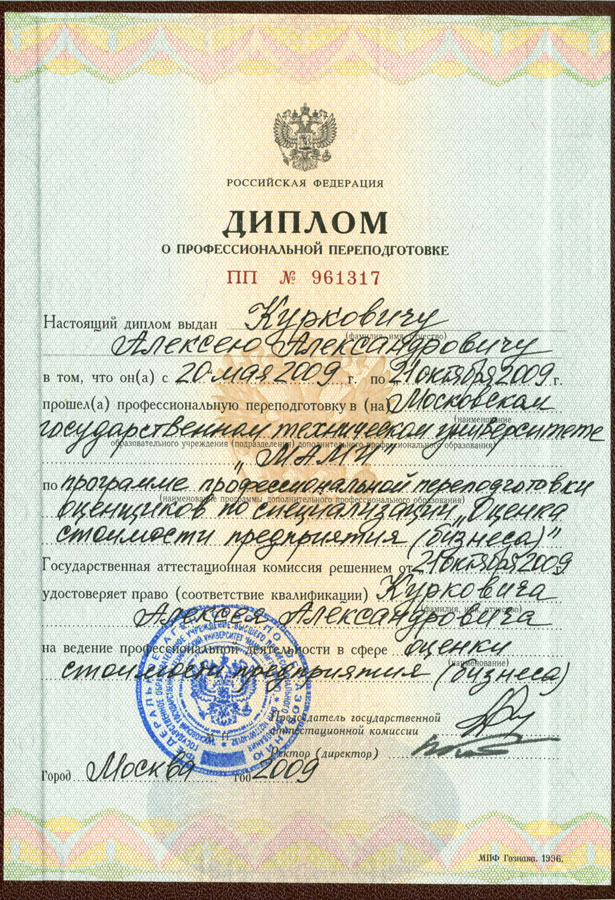 РОССИЙСКАЯ ФЕДЕРАЦИЯ
ДИПЛОМ
О ПРОФЕССИОНАЛЬНОЙ ПЕРЕПОДГОТОВКЕ
ПП № 961317
Настоящий диплом выдан Курковичу
(фамилия, имя, отчество)
Алексею Александровичу
в том, что он(а) с 20 мая 2009 г. по 21 октября 2009 г.
прошел(а) профессиональную переподготовку в (на) Московском
(наименование
государственном техническом университете
образовательного учреждения (подразделения) дополнительного профессионального образования)
"МАМИ"
по программе профессиональной переподготовки
(наименование программы дополнительного профессионального образования)
оценщиков по специализации „Оценка
стоимости предприятия (бизнеса)"
Государственная аттестационная комиссия решением от 21 октября 2009
удостоверяет право (соответствие квалификации) Курковича
(фамилия, имя, отчество)
Алексея Александровича
на ведение профессиональной деятельности в сфере оценки
(наименование)
стоимости предприятия (бизнеса)
Председатель государственной
аттестационной комиссии
Ректор (директор)
Город Москва год 2009
МПФ Гознака. 1996.